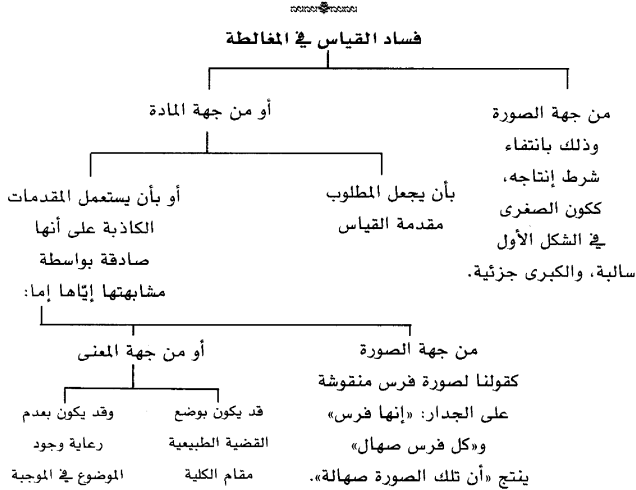 فساد القياس في المغالطة
من جهة الصورة
وذلك بانتفاء
شرط إنتاجه،
ككون الصغرى
في الشكل الأول
سالبة، والكبرى جزئية.
أو من جهة المادة
بأن يجعل المطلوب
مقدمة القياس
أو بأن يستعمل المقدمات
الكاذبة على أنها
صادقة بواسطة
مشابهتها إيّاها إما:
من جهة الصورة
كقولنا لصورة فرس منقوشة
على الجدار: «إنها فرس»
و«كل فرس صهال»
ينتج «أن تلك الصورة صهالة».
أو من جهة المعنى
قد يكون بوضع
القضية الطبيعية
مقام الكلية
وقد يكون بعدم
رعاية وجود
الموضوع في الموجبة